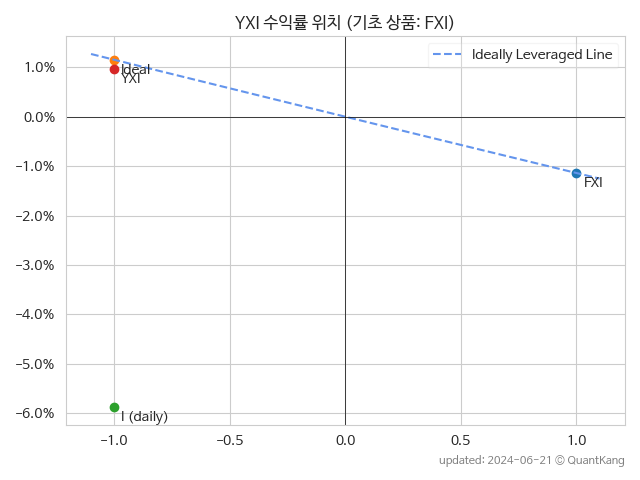 YXI 수익률 위치 (기초 상품: FXI)
Ideally Leveraged Line
1.0%
0.0%
-1.0%
-2.0%
-3.0%
-4.0%
-5.0%
-6.0%
Ideal
YXI
FXI
I (daily)
-1.0
-0.5
0.0
0.5
1.0
updated: 2024-06-21 © QuantKang